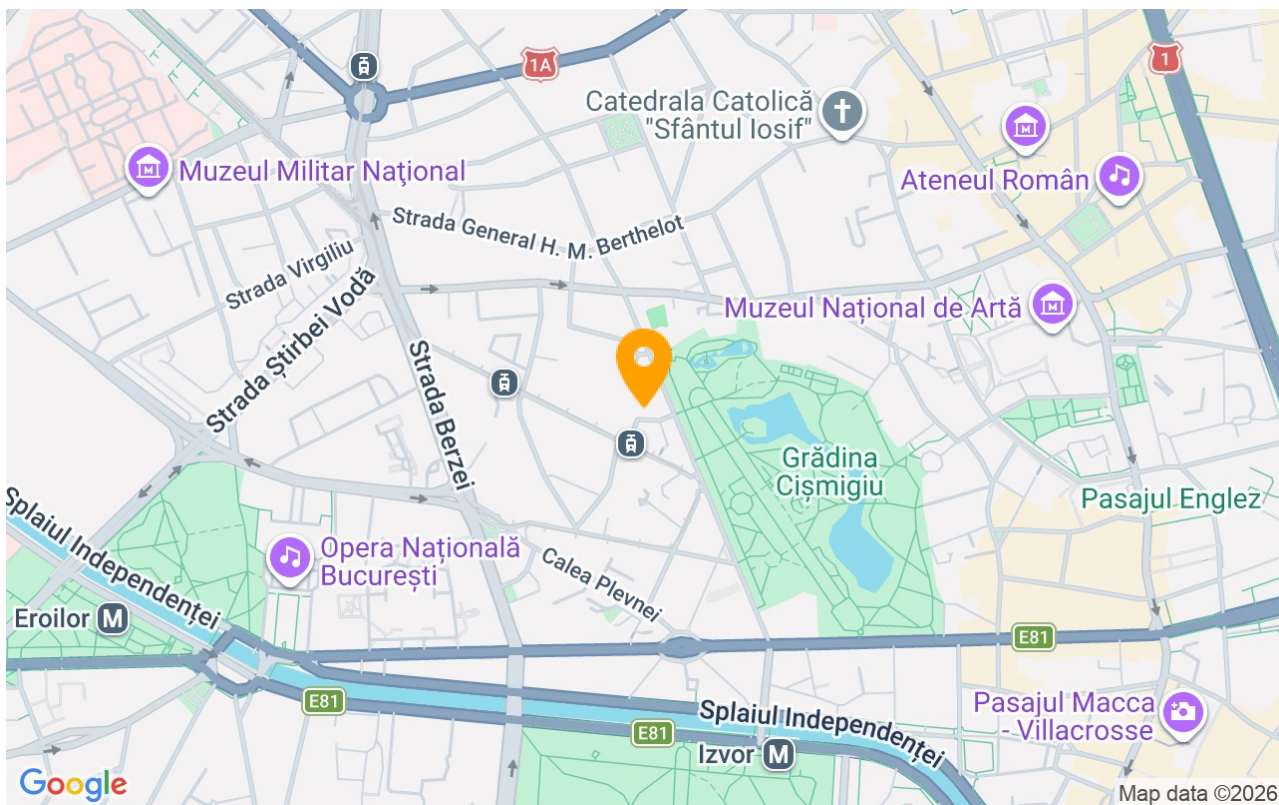 1A
1
Catedrala Catolică
"Sfântul Iosif"
M
Muzeul Militar Naţional
M
Ateneul Român
Strada General H. M. Berthelot
Strada Virgiliu
Muzeul Național de Artă
M
Strada Știrbei Vodă
Strada Berzei
Grădina
Cișmigiu
Pasajul Englez
Splaiul Independenței
Opera Națională
București
Calea Plevnei
Eroilor M
E81
E81
Splaiul Independenței
E81
Pasajul Macca
- Villacrosse
Izvor M
Google
Map data ©2026